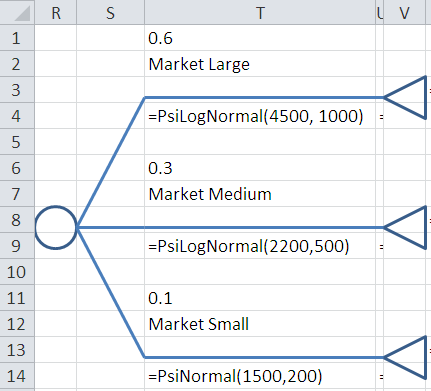 R S T U V
1 0.6
2 Market Large
3 =
4 =PsiLogNormal(4500, 1000) =
5
6 0.3
7 Market Medium
8 =
9 =PsiLogNormal(2200,500) =
10
11 0.1
12 Market Small
13 =
14 =PsiNormal(1500,200) =